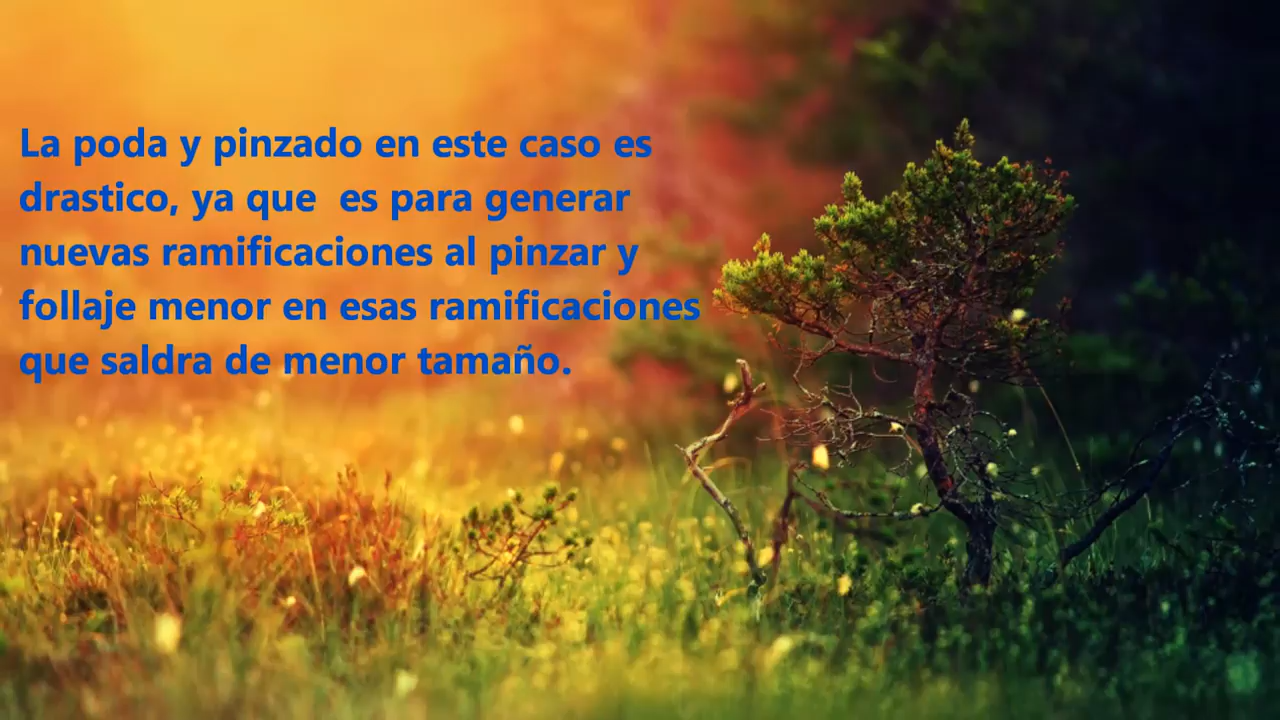 La poda y pinzado en este caso es
drastico, ya que  es para generar
nuevas ramificaciones al pinzar y
follaje menor en esas ramificaciones
que saldra de menor tamaño.